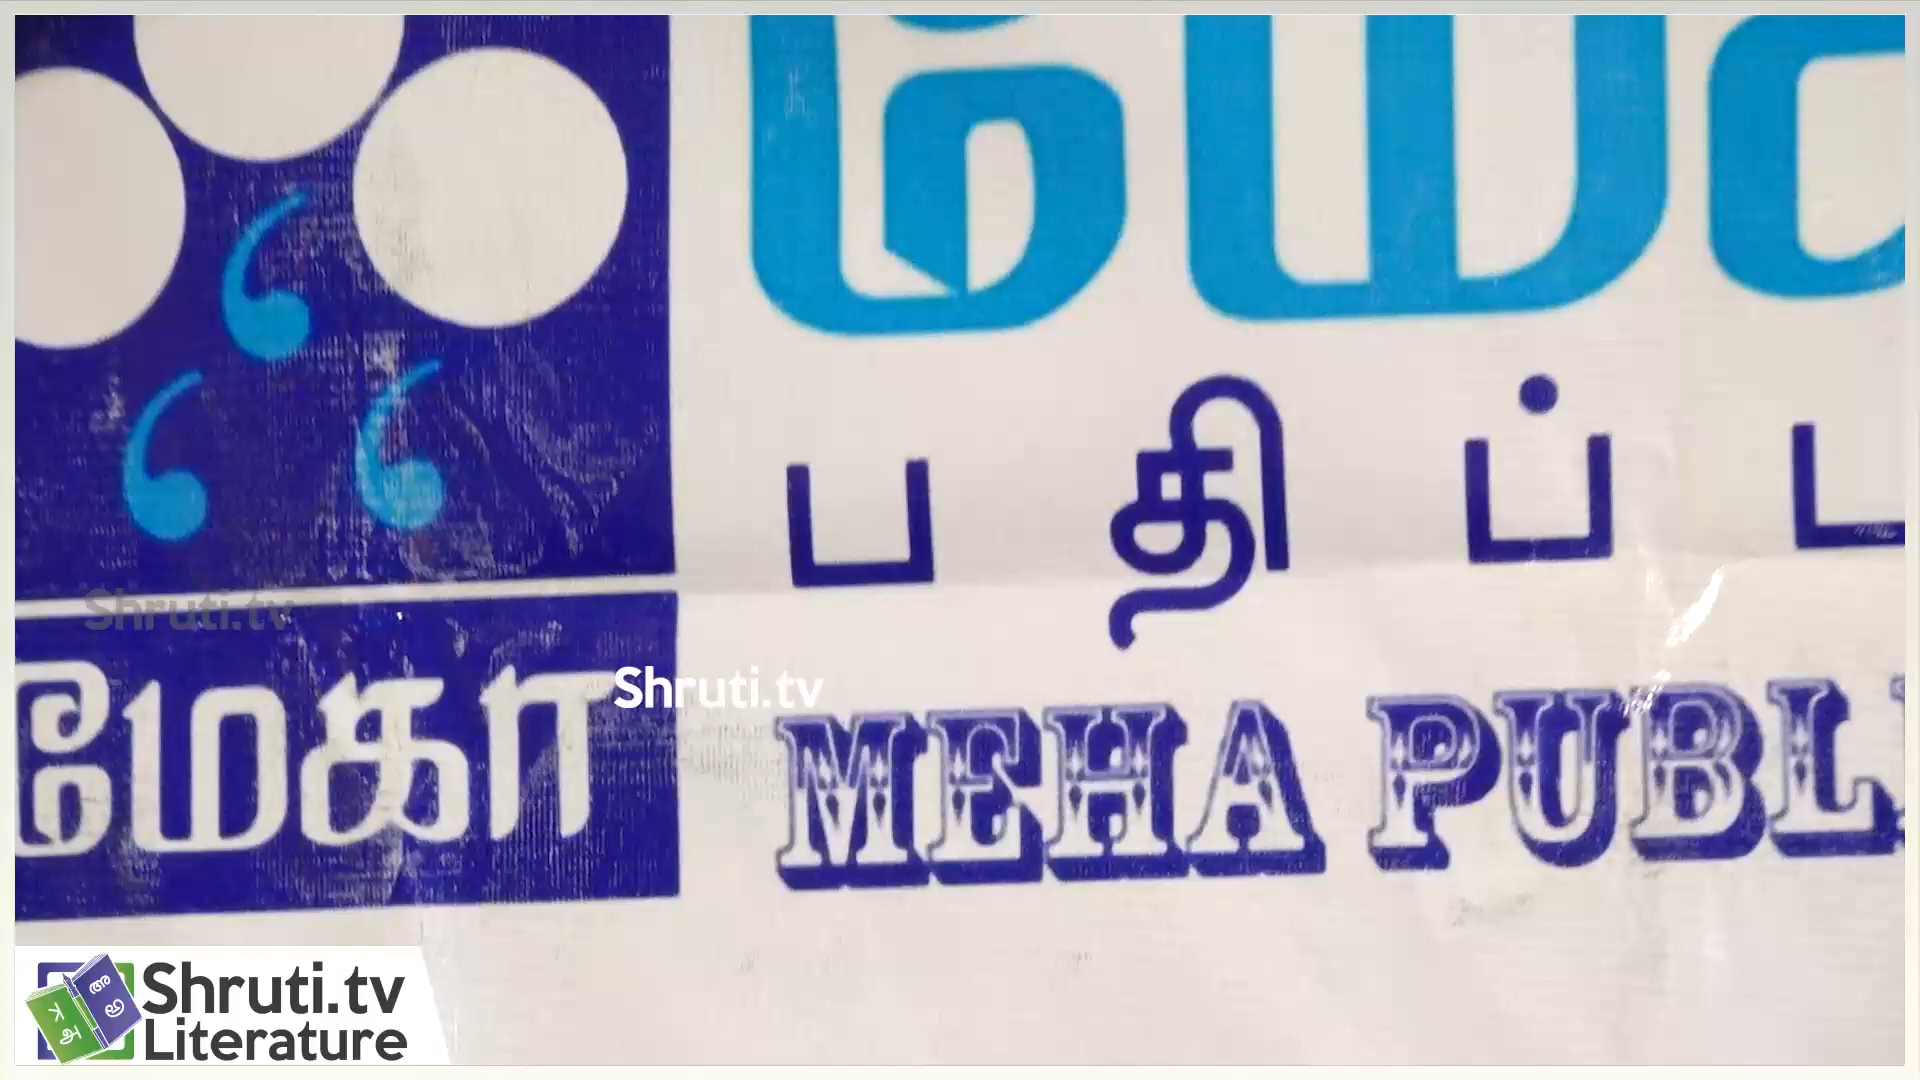 பதிப்
மேகா
MEHA PUBL
Shruti.tv
Shruti.tv
Shruti.tv
Literature